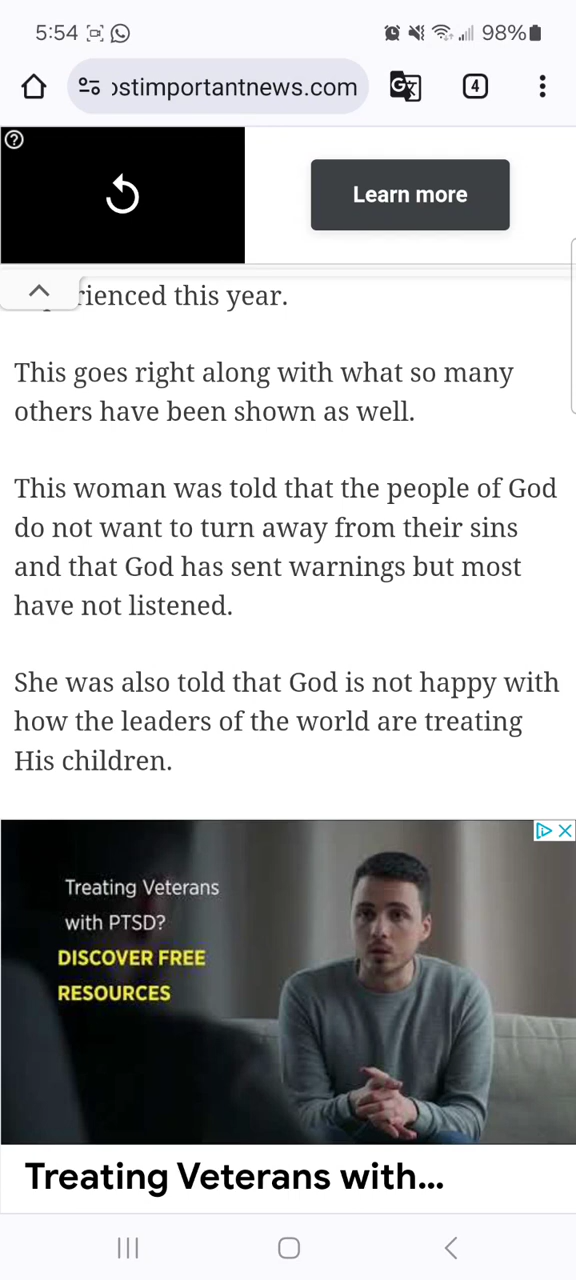 5:54
98%
ostimportantnews.com
4
Learn more
rienced this year.
This goes right along with what so many
others have been shown as well.
This woman was told that the people of God
do not want to turn away from their sins
and that God has sent warnings but most
have not listened.
She was also told that God is not happy with
how the leaders of the world are treating
His children.
Treating Veterans
with PTSD?
DISCOVER FREE
RESOURCES
Treating Veterans with...